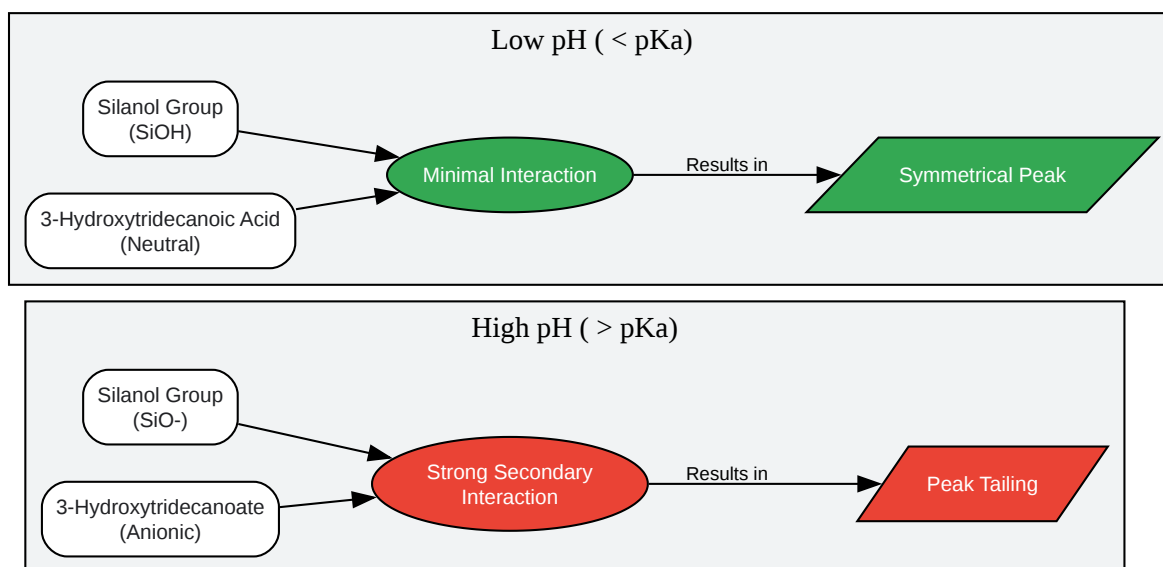 Low pH ( < pKa)
Silanol Group
(SiOH)
3-Hydroxytridecanoic Acid
(Neutral)
Minimal Interaction
Results in
Symmetrical Peak
High pH ( > pKa)
Silanol Group
(SiO-)
3-Hydroxytridecanoate
(Anionic)
Strong Secondary
Interaction
Results in
Peak Tailing